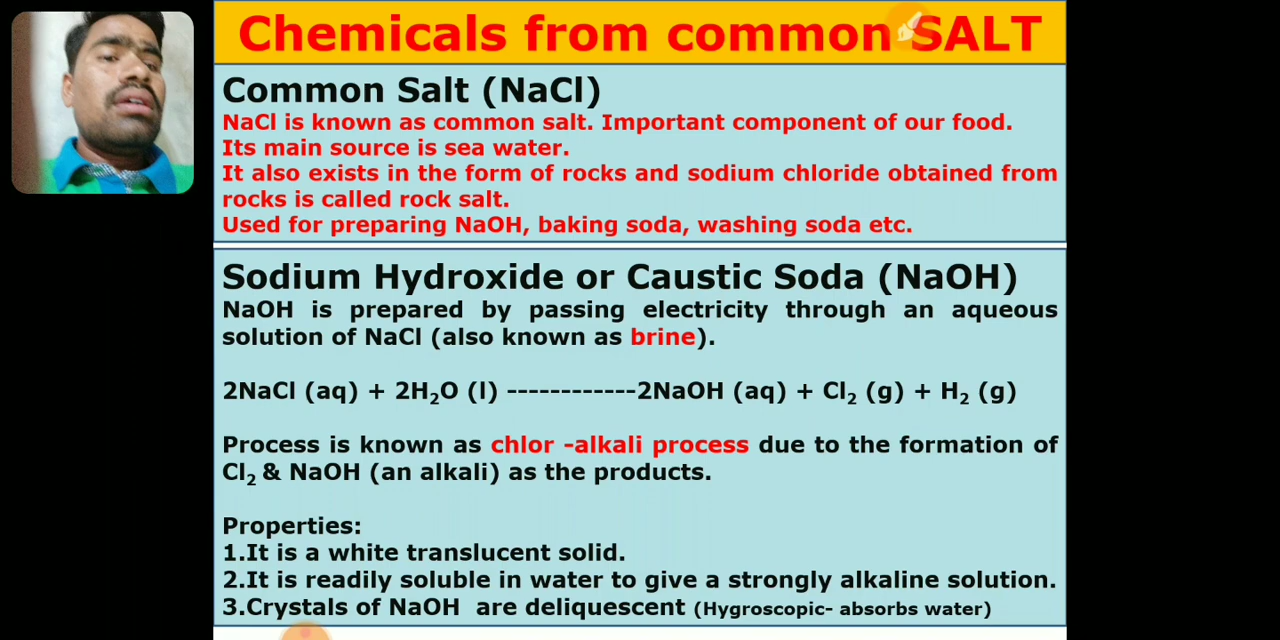 Chemicals from common SALT
Common Salt (NaCl)
NaCl is known as common salt. Important component of our food.
Its main source is sea water.
It also exists in the form of rocks and sodium chloride obtained from
rocks is called rock salt.
Used for preparing NaOH, baking soda, washing soda etc.
Sodium Hydroxide or Caustic Soda (NaOH)
NaOH is prepared by passing electricity through an aqueous
solution of NaCl (also known as brine).
2NaCl (aq) + 2H₂O (l) ------------2NaOH (aq) + Cl₂ (g) + H₂ (g)
Process is known as chlor -alkali process due to the formation of
Cl₂ & NaOH (an alkali) as the products.
Properties:
1.It is a white translucent solid.
2.It is readily soluble in water to give a strongly alkaline solution.
3.Crystals of NaOH are deliquescent (Hygroscopic- absorbs water)